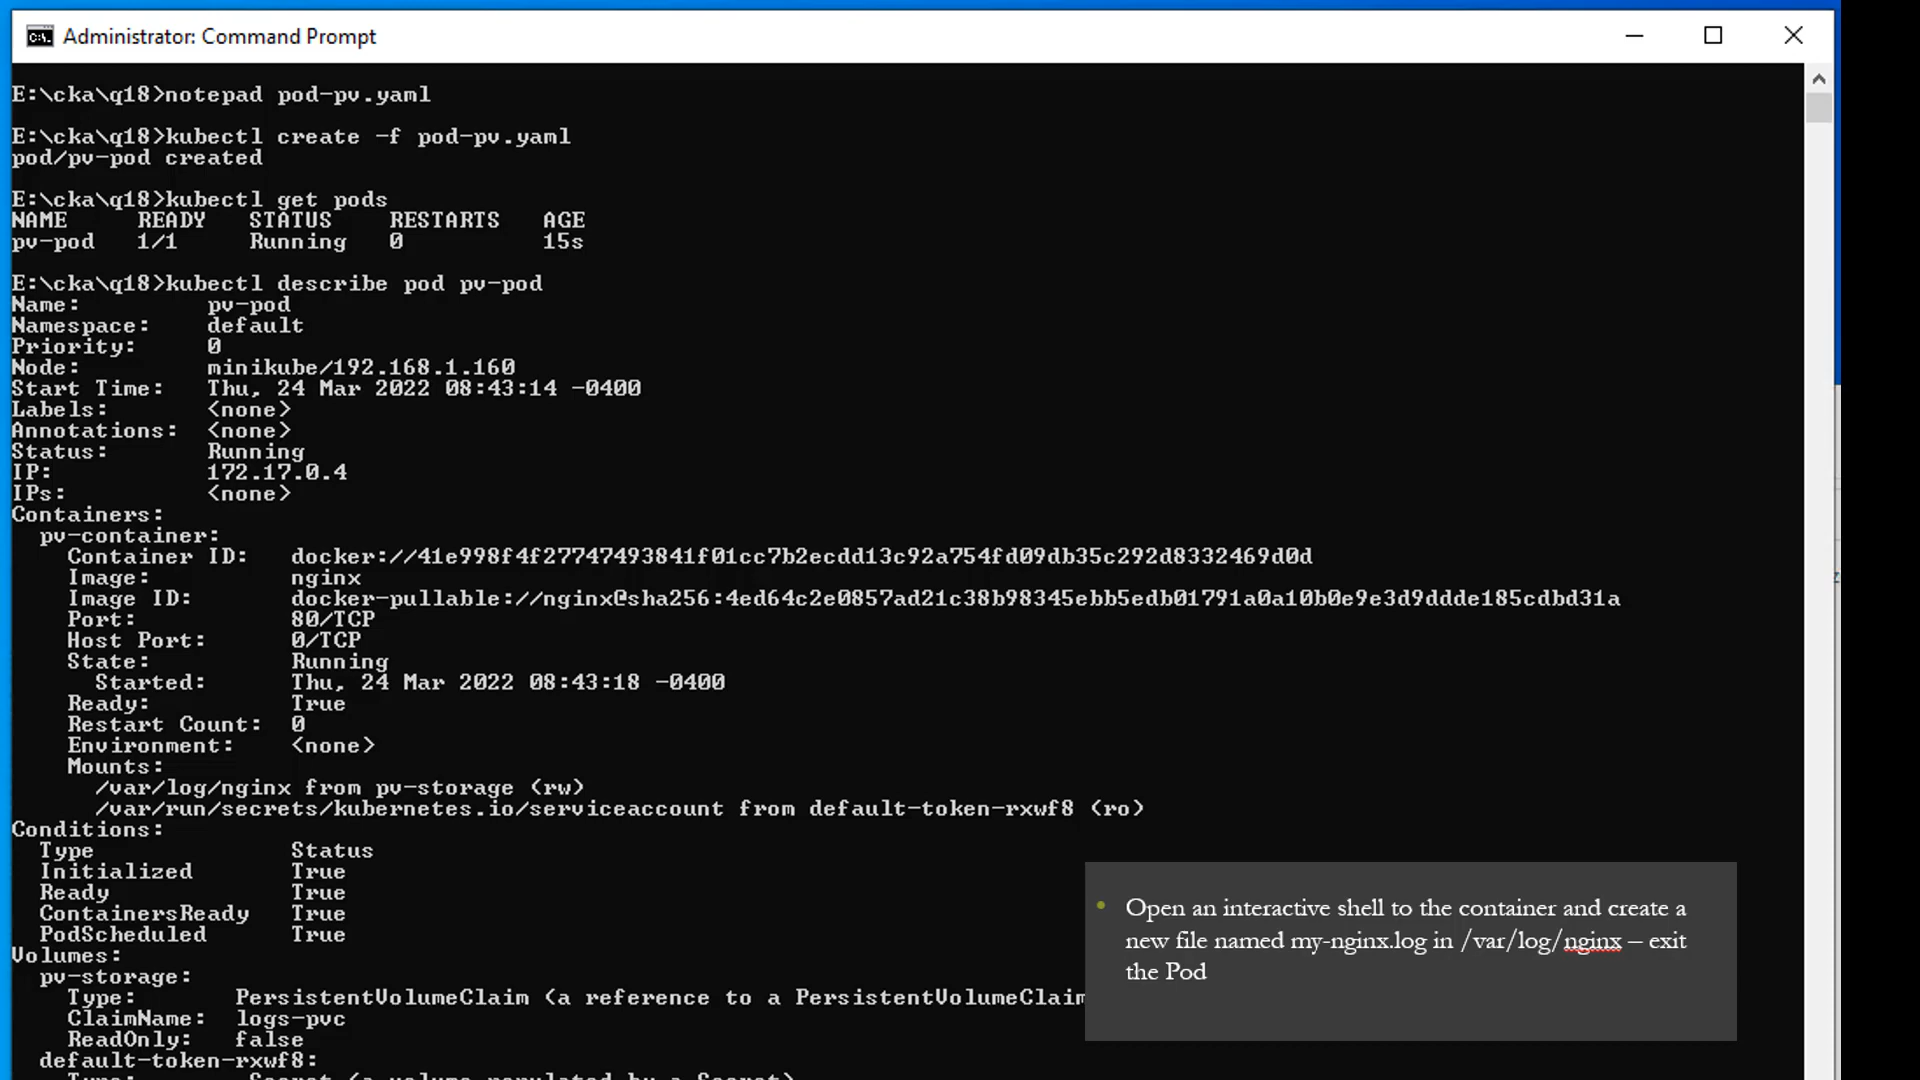 Administrator: Command Prompt
E:\cka\q18>notepad pod-pv.yaml
E:\cka\q18>kubectl create -f pod-pv.yaml
pod/pv-pod created
E:\cka\q18>kubectl get pods
NAME READY STATUS RESTARTS AGE
pv-pod 1/1 Running 0 15s
E:\cka\q18>kubectl describe pod pv-pod
Name: pv-pod
Namespace: default
Priority: 0
Node: minikube/192.168.1.160
Start Time: Thu, 24 Mar 2022 08:43:14 -0400
Labels: <none>
Annotations: <none>
Status: Running
IP: 172.17.0.4
IPs: <none>
Containers:
pv-container:
Container ID: docker://41e998f4f27747493841f01cc7b2ecdd13c92a754fd09db35c292d8332469d0d
Image: nginx
Image ID: docker-pullable://nginx@sha256:4ed64c2e0857ad21c38b98345ebb5edb01791a0a10b0e9e3d9ddde185cdbd31a
Port: 80/TCP
Host Port: 0/TCP
State: Running
Started: Thu, 24 Mar 2022 08:43:18 -0400
Ready: True
Restart Count: 0
Environment: <none>
Mounts:
/var/log/nginx from pv-storage (rw)
/var/run/secrets/kubernetes.io/serviceaccount from default-token-rxwf8 (ro)
Conditions:
Type Status
Initialized True
Ready True
ContainersReady True
PodScheduled True
Volumes:
pv-storage:
Type: PersistentVolumeClaim (a reference to a PersistentVolumeClaim
ClaimName: logs-pvc
ReadOnly: false
default-token-rxwf8:
Type: Secret (a volume populated by a Secret)
• Open an interactive shell to the container and create a
new file named my-nginx.log in /var/log/nginx – exit
the Pod